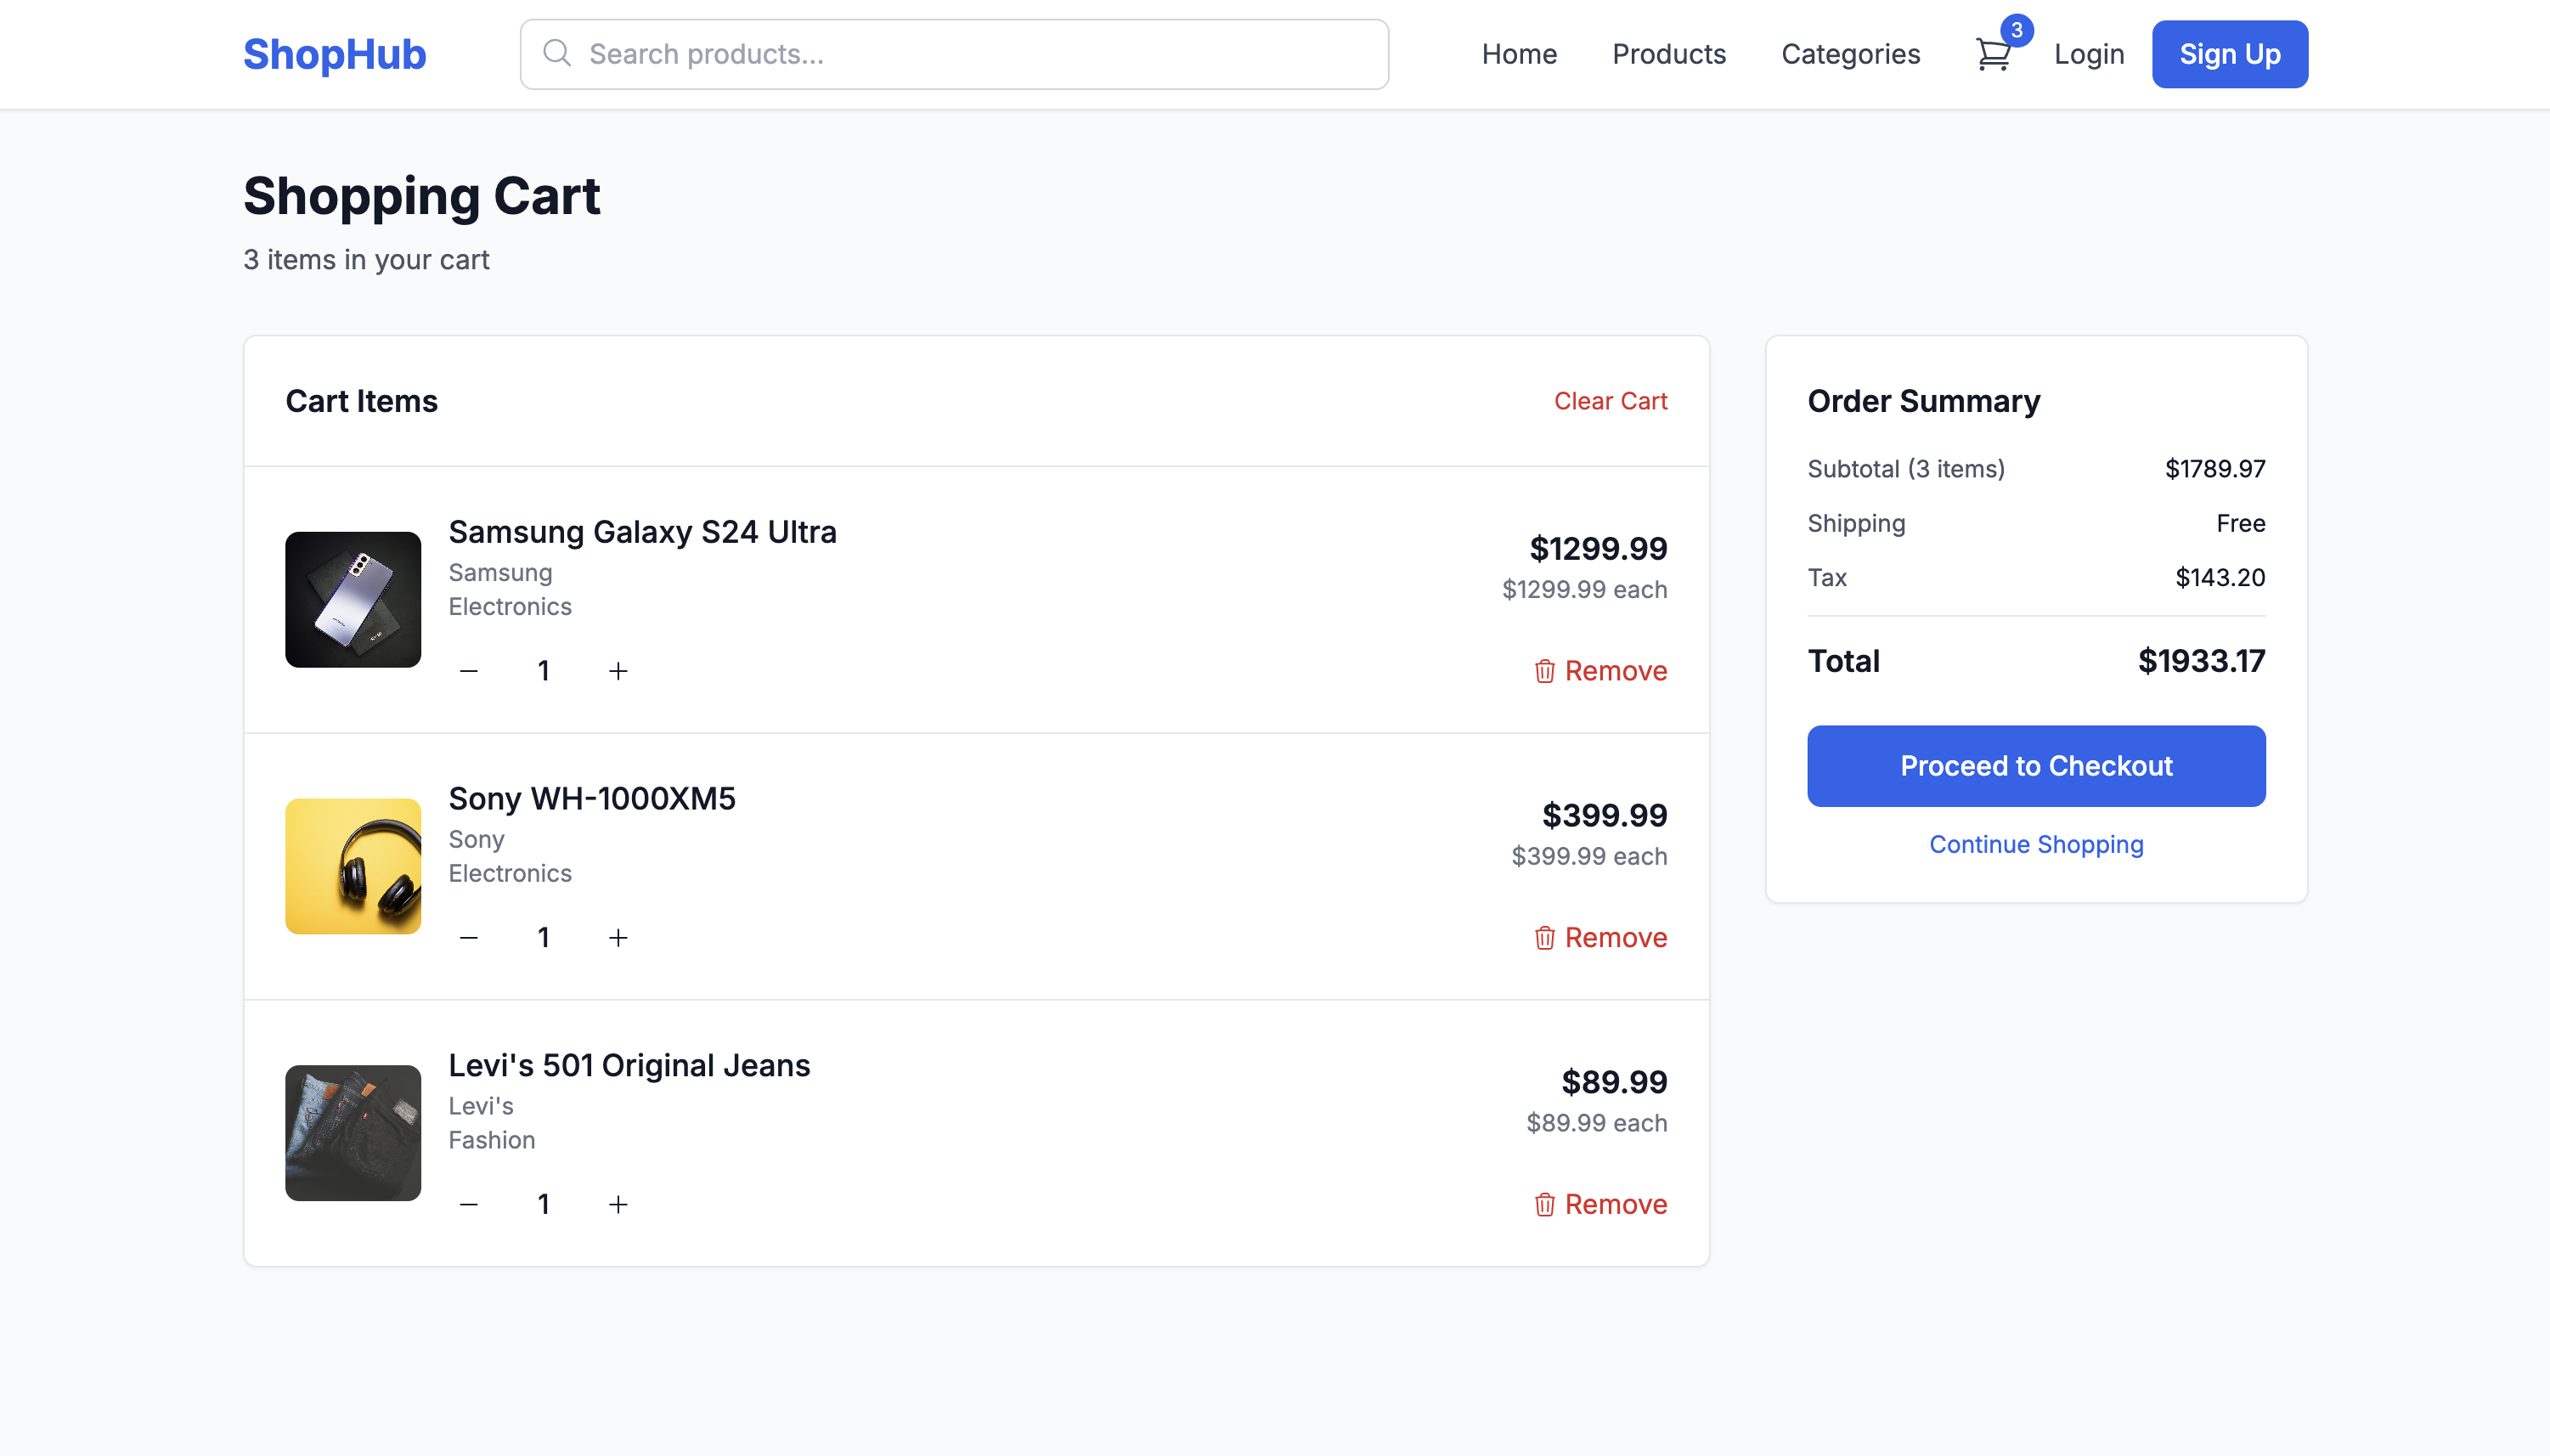 ShopHub
Search products...
Home
Products
Categories
3
Login
Sign Up
Shopping Cart
3 items in your cart
Cart Items
Clear Cart
Samsung Galaxy S24 Ultra
Samsung
Electronics
$1299.99
$1299.99 each
1
Remove
Sony WH-1000XM5
Sony
Electronics
$399.99
$399.99 each
1
Remove
Levi's 501 Original Jeans
Levi's
Fashion
$89.99
$89.99 each
1
Remove
Order Summary
Subtotal (3 items) $1789.97
Shipping Free
Tax $143.20
Total $1933.17
Proceed to Checkout
Continue Shopping